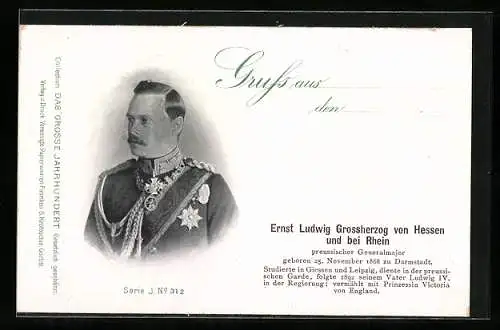 Gruss aus
den
Collection DAS GROSSE JAHRHUNDERT
Ernst Ludwig Grossherzog von Hessen
und bei Rhein
preussischer Generalmajor
geboren 25. November 1868 zu Darmstadt.
Studierte in Giessen und Leipzig, diente in der preussi-
schen Garde, folgte 1892 seinem Vater Ludwig IV.
in der Regierung; vermählt mit Prinzessin Victoria
von England.
Serie J. No 312